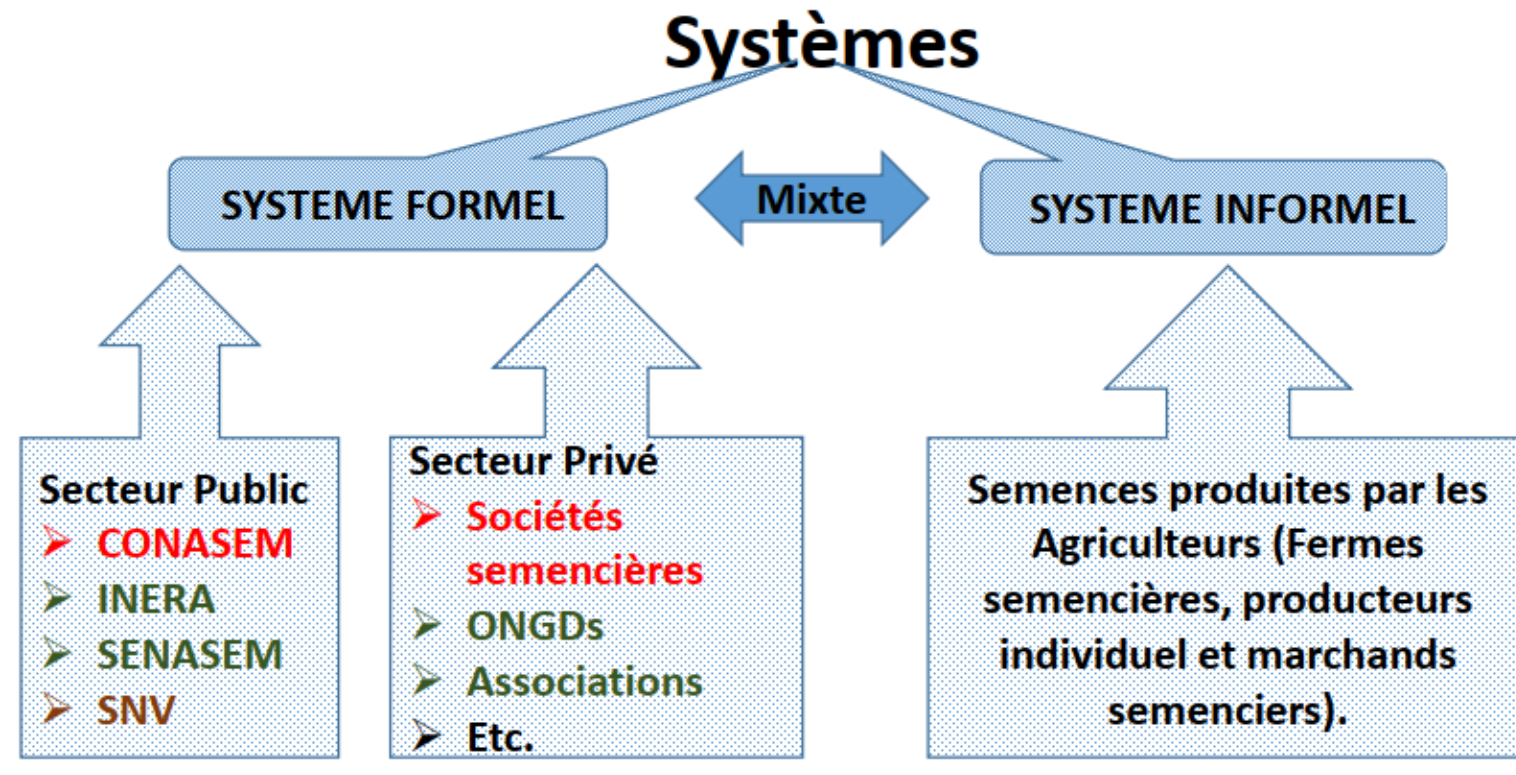 Systèmes
SYSTEME FORMEL
Mixte
SYSTEME INFORMEL
Secteur Public
CONASEM
INERA
SENASEM
SNV
Secteur Privé
Sociétés
semencières
ONGDs
Associations
Etc.
Semences produites par les
Agriculteurs (Fermes
semencières, producteurs
individuel et marchands
semenciers).